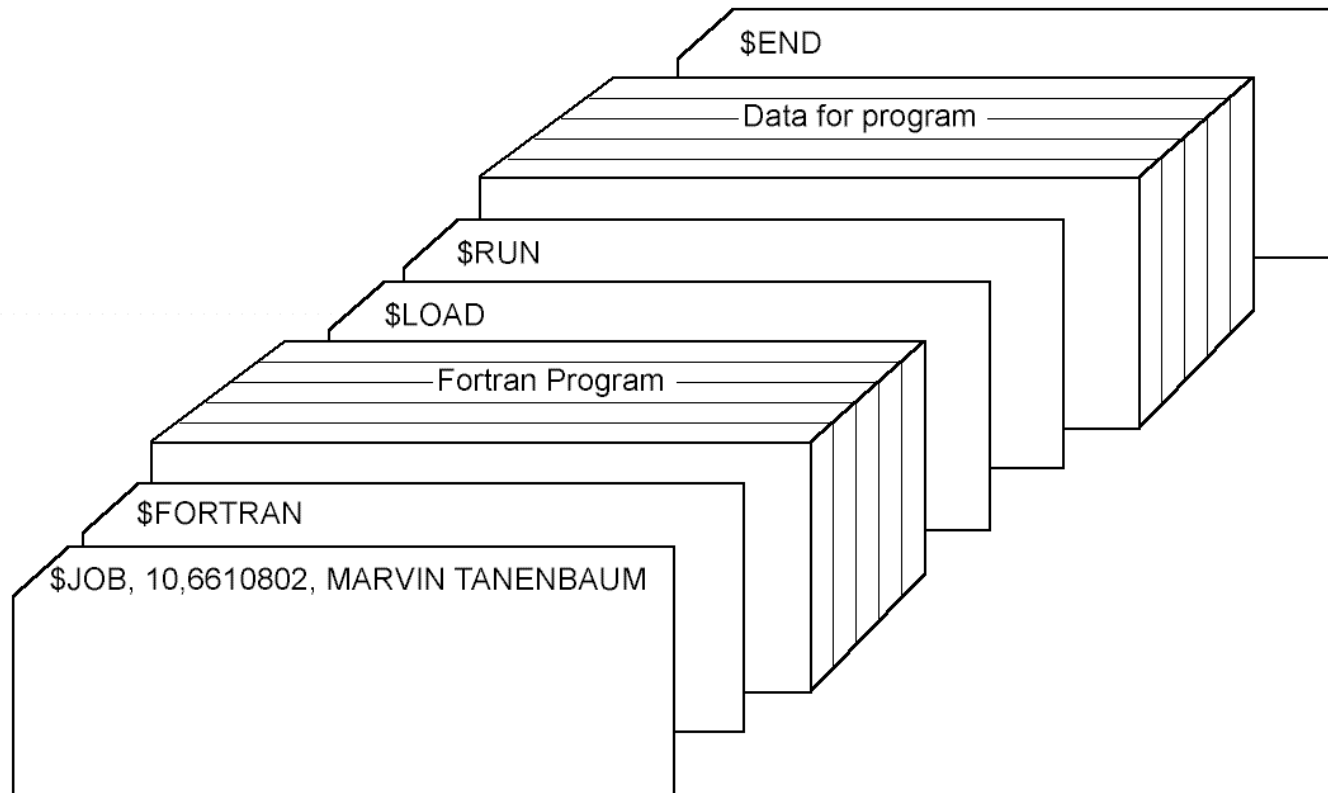 $END
Data for program
$RUN
$LOAD
Fortran Program
$FORTRAN
$JOB, 10,6610802, MARVIN TANENBAUM